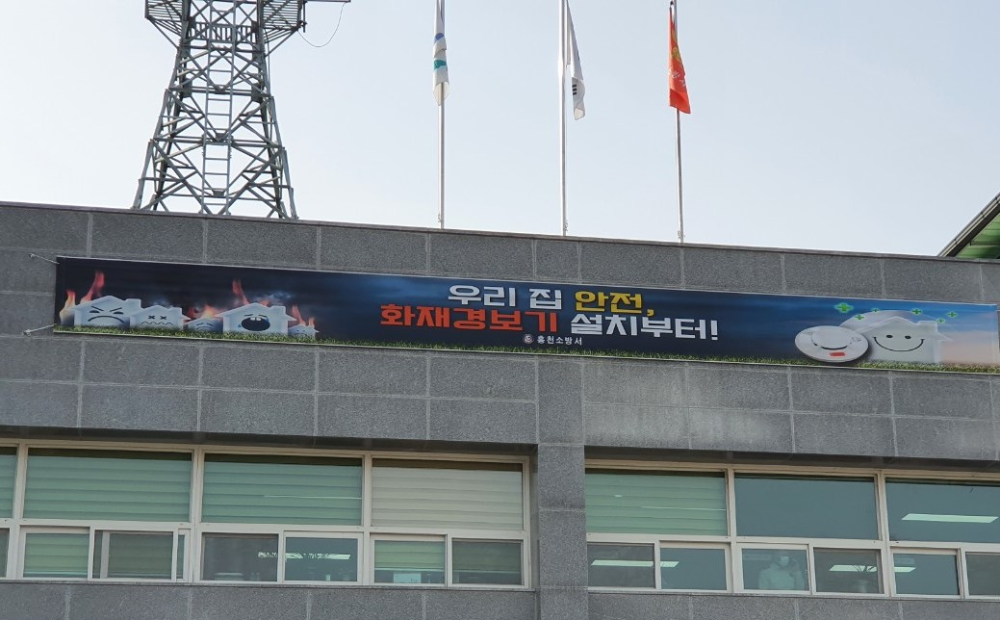 우리 집 안전,
화재경보기 설치부터!
홍천소방서